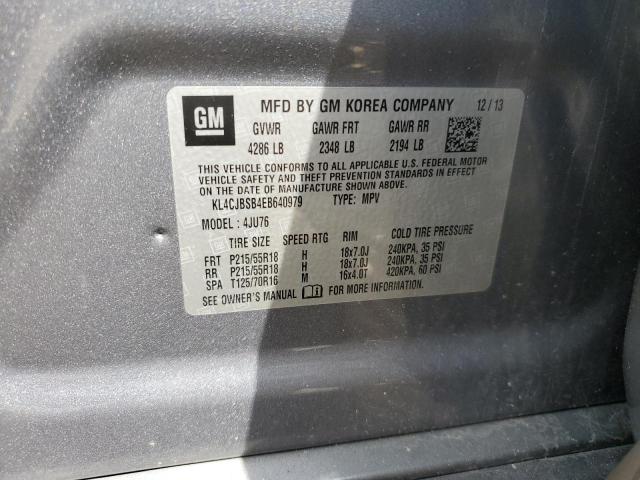 GM MFD BY GM KOREA COMPANY 12/13
GVWR GAWR FRT GAWR RR
4286 LB 2348 LB 2194 LB
THIS VEHICLE CONFORMS TO ALL APPLICABLE U.S. FEDERAL MOTOR
VEHICLE SAFETY, BUMPER, AND THEFT PREVENTION STANDARDS IN
EFFECT ON THE DATE OF MANUFACTURE SHOWN ABOVE.
KL4CJBSB4EB640979 TYPE: MPV
MODEL : 4JU76
TIRE SIZE SPEED RTG RIM COLD TIRE PRESSURE
FRT P215/55R18 H 18x7.0J 240KPA, 35 PSI
RR P215/55R18 H 18x7.0J 240KPA, 35 PSI
SPA T125/70R16 M 16x4.0T 420KPA, 60 PSI
SEE OWNER'S MANUAL FOR MORE INFORMATION